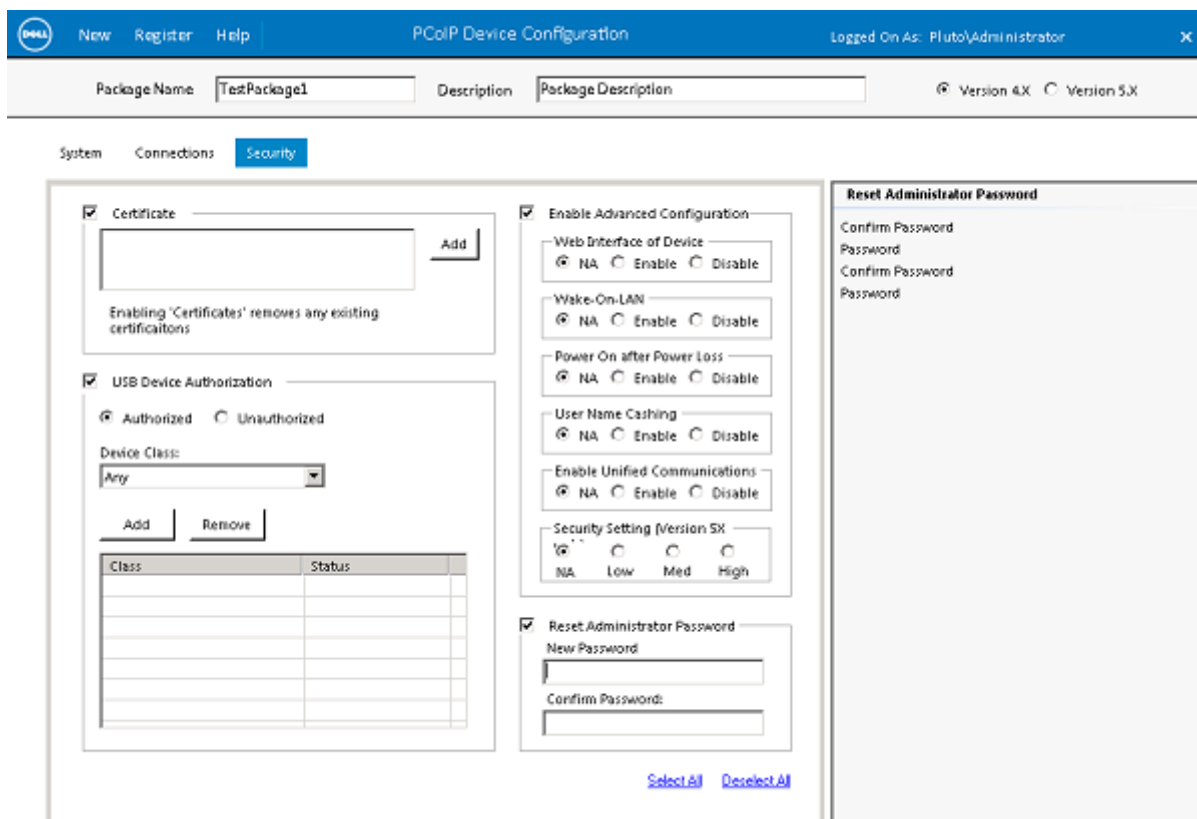 DELL New Register Help PCoIP Device Configuration Logged On As: Pluto\Administrator ×
Package Name TestPackage1 Description Package Description Version 4.X Version 5.X
System Connections Security
Certificate
Add
Enabling 'Certificates' removes any existing
certificaitons
USB Device Authorization
Authorized Unauthorized
Device Class:
Any
Add Remove
Class Status
Enable Advanced Configuration
Web Interface of Device
NA Enable Disable
Wake-On-LAN
NA Enable Disable
Power On after Power Loss
NA Enable Disable
User Name Cashing
NA Enable Disable
Enable Unified Communications
NA Enable Disable
Security Setting (Version 5X
NA Low Med High
Reset Administrator Password
New Password
Confirm Password:
Select All Deselect All
Reset Administrator Password
Confirm Password
Password
Confirm Password
Password